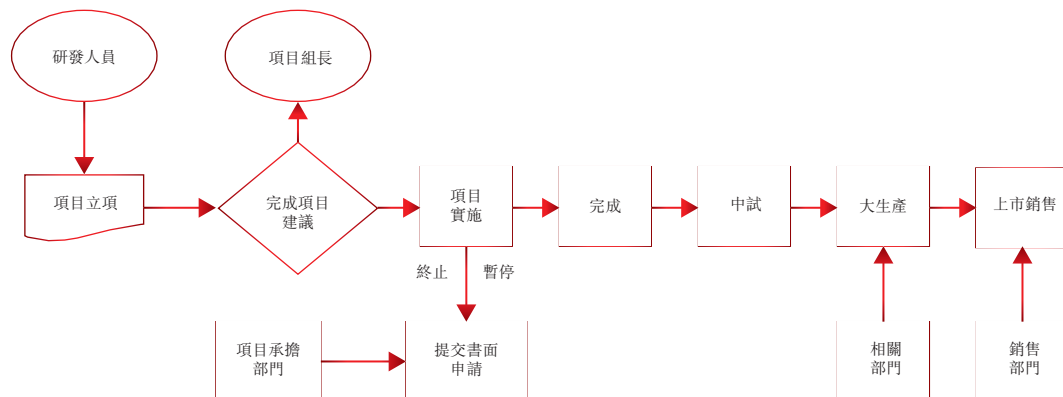 研發人員
項目組長
項目立項
完成項目
建議
項目
實施
完成
中試
大生產
上市銷售
終止
暫停
項目承擔
部門
提交書面
申請
相關
部門
銷售
部門